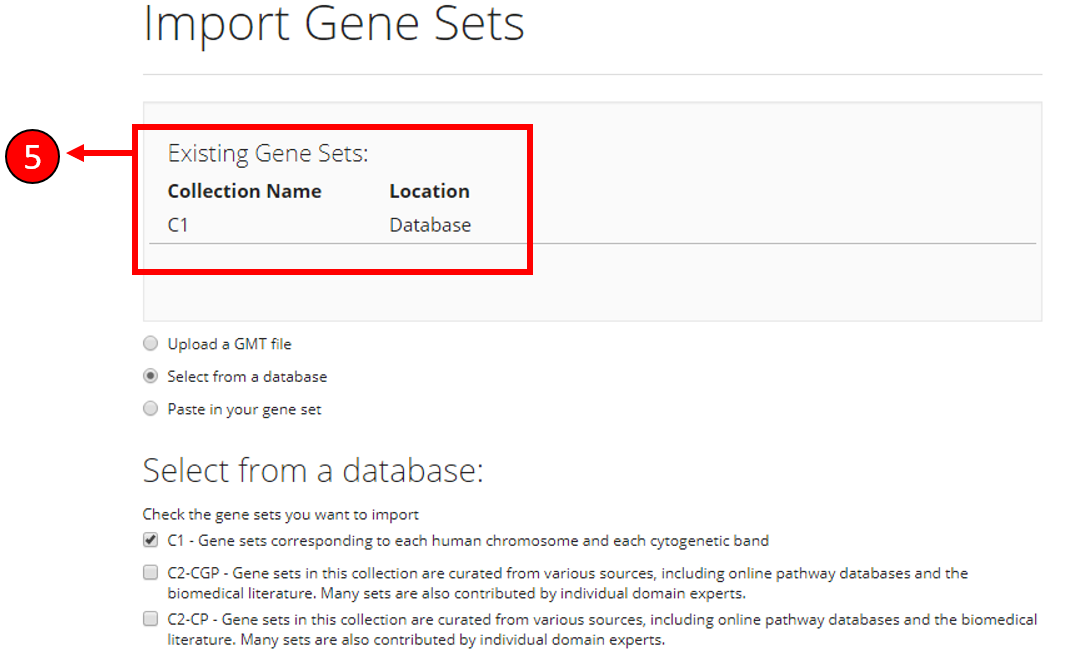 Import Gene Sets
5
Existing Gene Sets:
Collection Name Location
C1 Database
Upload a GMT file
Select from a database
Paste in your gene set
Select from a database:
Check the gene sets you want to import
C1 - Gene sets corresponding to each human chromosome and each cytogenetic band
C2-CGP - Gene sets in this collection are curated from various sources, including online pathway databases and the
biomedical literature. Many sets are also contributed by individual domain experts.
C2-CP - Gene sets in this collection are curated from various sources, including online pathway databases and the biomedical
literature. Many sets are also contributed by individual domain experts.